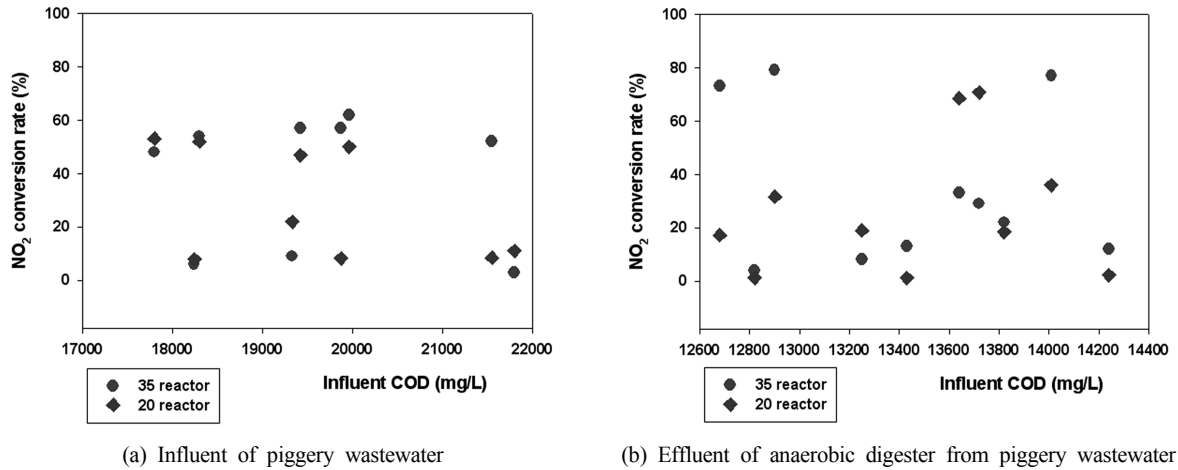 NO2 conversion rate (%)
100
80
60
40
20
0
17000 18000 19000 20000 21000 22000
Influent COD (mg/L)
35 reactor
20 reactor
(a) Influent of piggery wastewater
NO2 conversion rate (%)
100
80
60
40
20
0
12600 12800 13000 13200 13400 13600 13800 14000 14200 14400
Influent COD (mg/L)
35 reactor
20 reactor
(b) Effluent of anaerobic digester from piggery wastewater